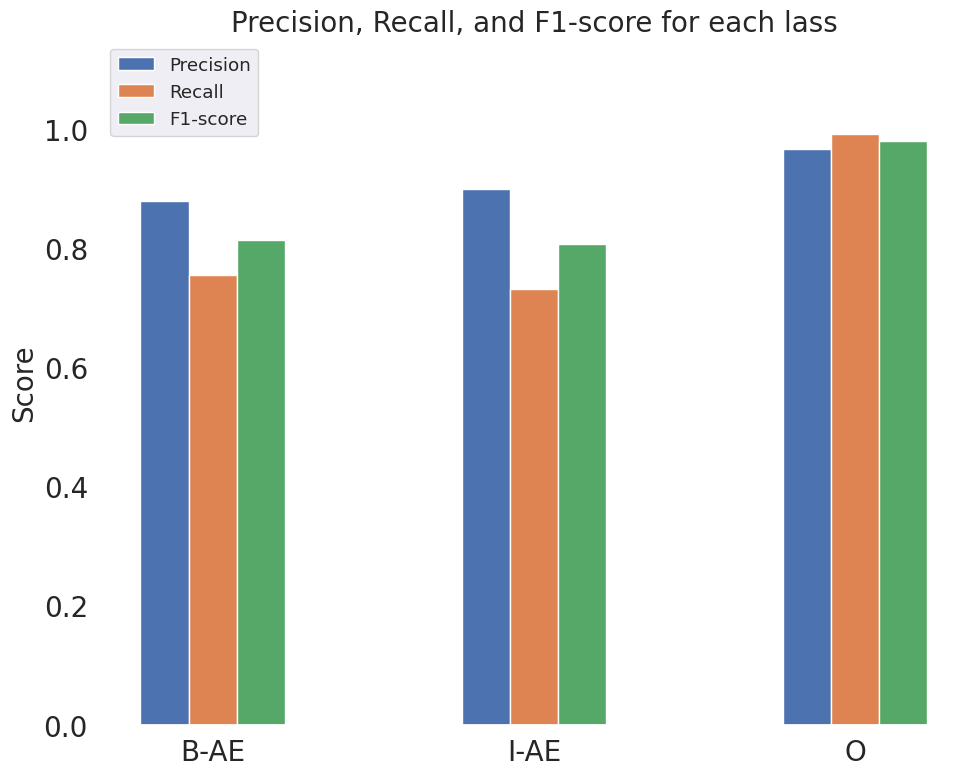 Precision, Recall, and F1-score for each lass
Precision
Recall
F1-score
1.0
0.8
0.6
0.4
0.2
0.0
Score
B-AE
I-AE
O